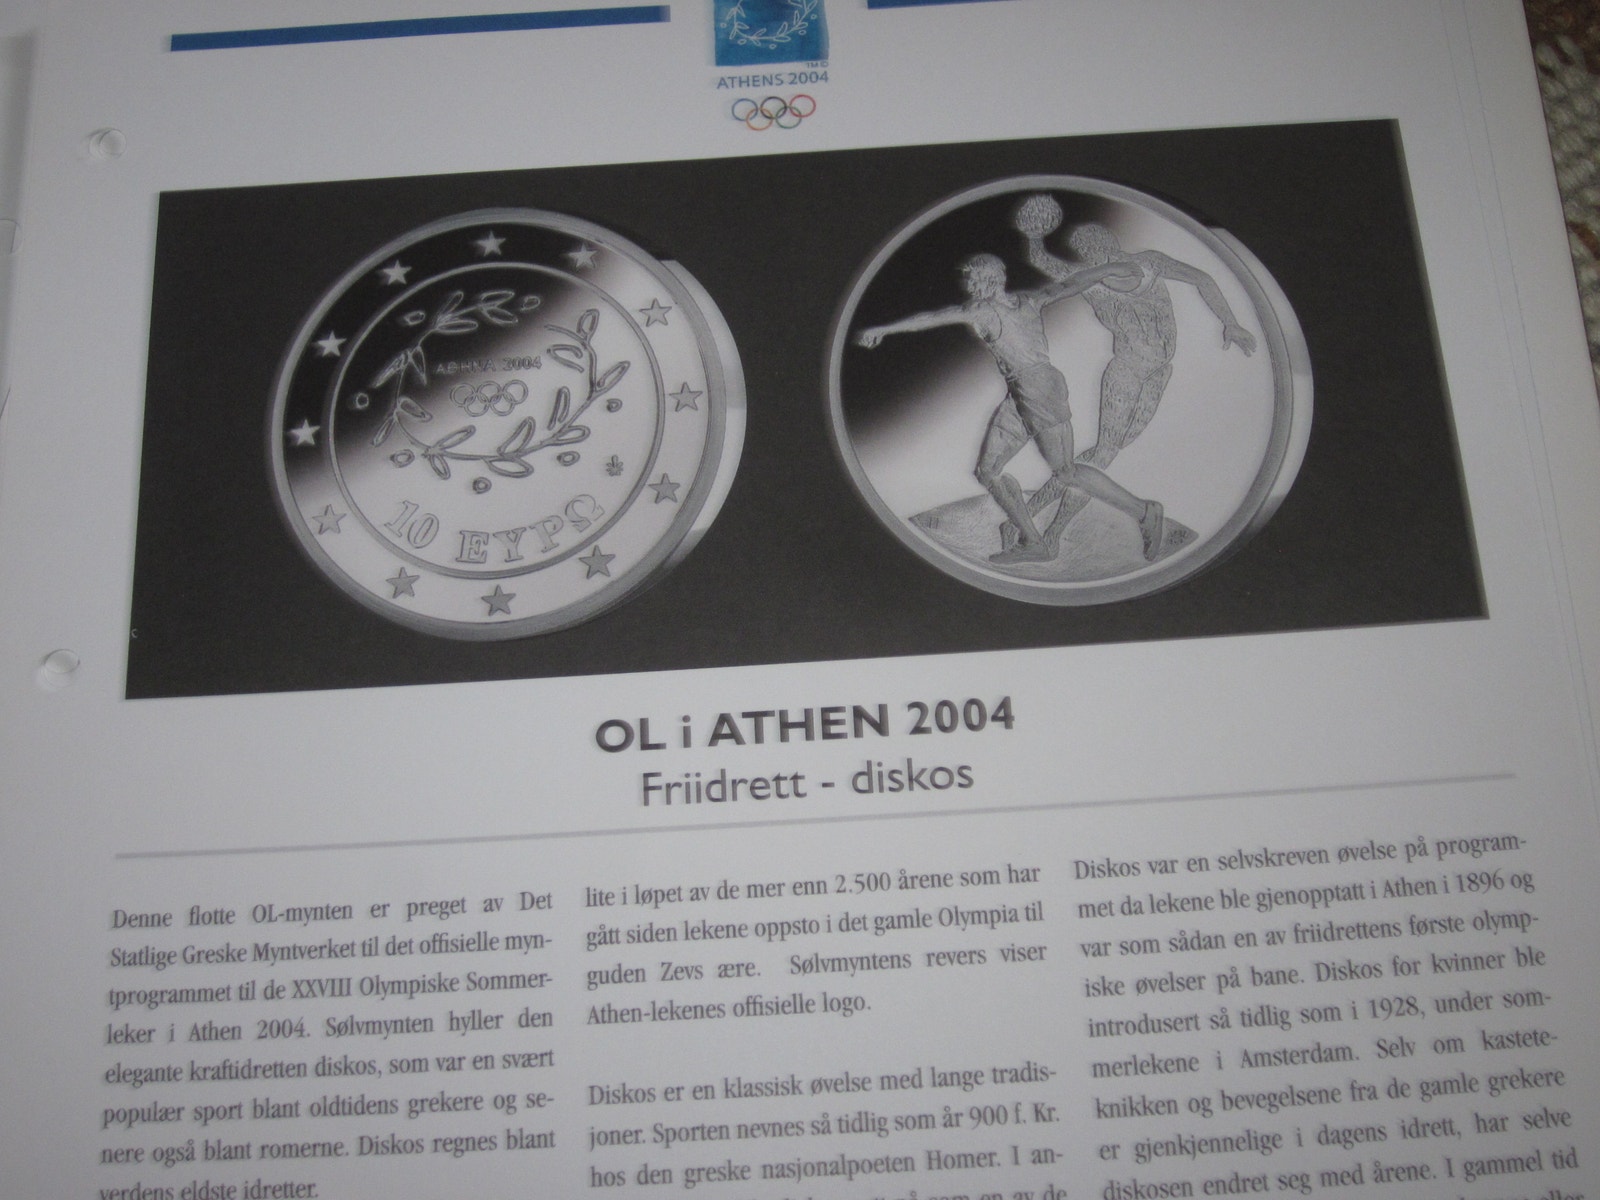 TM©
ATHENS 2004
ΑΘΗΝΑ 2004
10 ΕΥΡΩ
C
OL i ATHEN 2004
Friidrett - diskos
Denne flotte OL-mynten er preget av Det
Statlige Greske Myntverket til det offisielle myn-
tprogrammet til de XXVIII Olympiske Sommer-
leker i Athen 2004. Sølvmynten hyller den
elegante kraftidretten diskos, som var en svært
populær sport blant oldtidens grekere og se-
nere også blant romerne. Diskos regnes blant
verdens eldste idretter.
lite i løpet av de mer enn 2.500 årene som har
gått siden lekene oppsto i det gamle Olympia til
guden Zevs ære. Sølvmyntens revers viser
Athen-lekenes offisielle logo.
Diskos er en klassisk øvelse med lange tradis-
joner. Sporten nevnes så tidlig som år 900 f. Kr.
hos den greske nasjonalpoeten Homer. I an-
som en av de
Diskos var en selvskreven øvelse på program-
met da lekene ble gjenopptatt i Athen i 1896 og
var som sådan en av friidrettens første olymp-
iske øvelser på bane. Diskos for kvinner ble
introdusert så tidlig som i 1928, under som-
merlekene i Amsterdam. Selv om kastete-
knikken og bevegelsene fra de gamle grekere
er gjenkjennelige i dagens idrett, har selve
diskosen endret seg med årene. I gammel tid